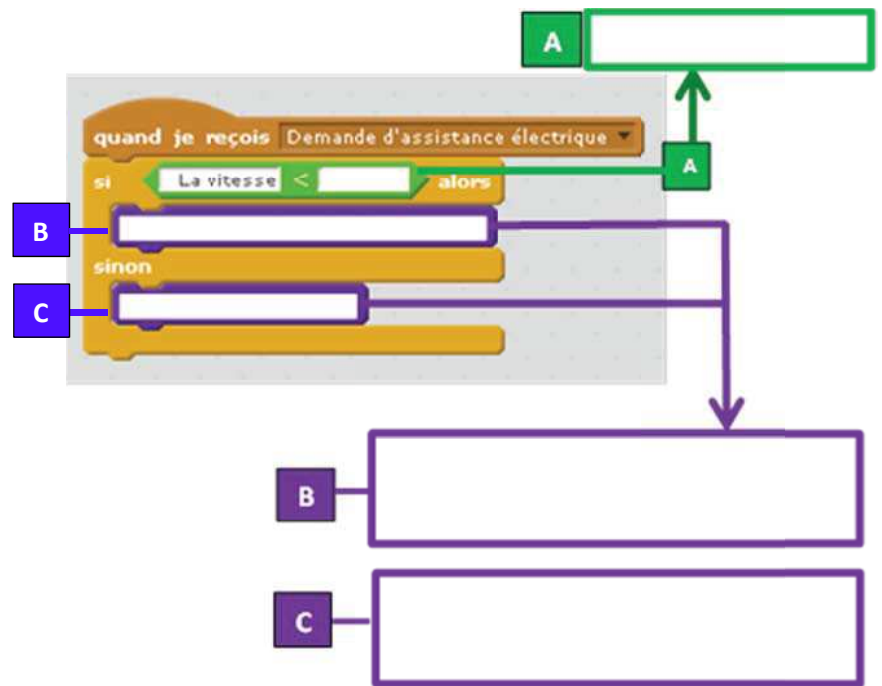 A
quand je reçois Demande d'assistance électrique
A
si La vitesse < alors
B
sinon
C
B
C